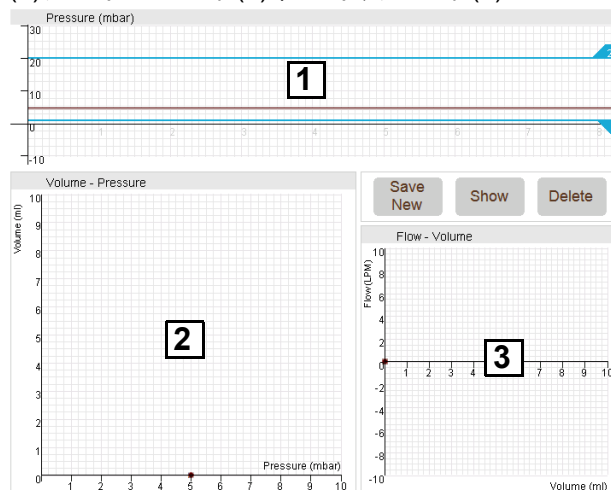 Pressure (mbar)
30
20
10
0
-10
1 2 3 4 5 6 7 8
2
1
Volume - Pressure
Volume (ml)
10
9
8
7
6
5
4
3
2
1
0
1 2 3 4 5 6 7 8 9 10
Pressure (mbar)
2
Save New
Show
Delete
Flow - Volume
Flow(LPM)
10
8
6
4
2
0
-2
-4
-6
-8
-10
1 2 3 4 7 8 9 10
Volume (ml)
3